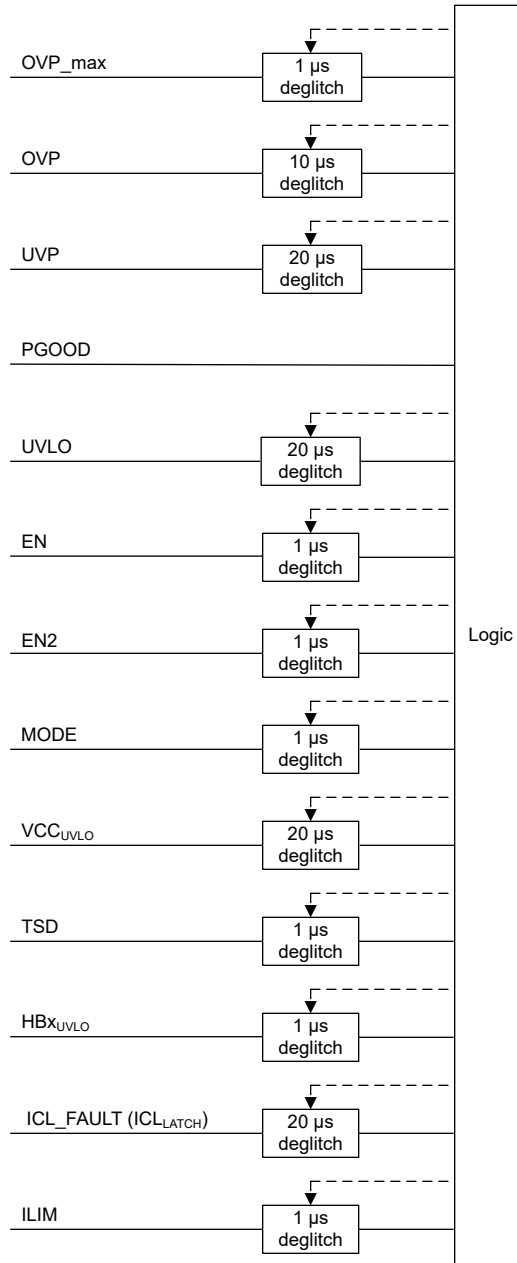 OVP_max
1 µs
deglitch
OVP
10 µs
deglitch
UVP
20 µs
deglitch
PGOOD
UVLO
20 µs
deglitch
EN
1 µs
deglitch
EN2
1 µs
deglitch
Logic
MODE
1 µs
deglitch
VCCUVLO
20 µs
deglitch
TSD
1 µs
deglitch
HBxUVLO
1 µs
deglitch
ICL_FAULT (ICLLATCH)
20 µs
deglitch
ILIM
1 µs
deglitch